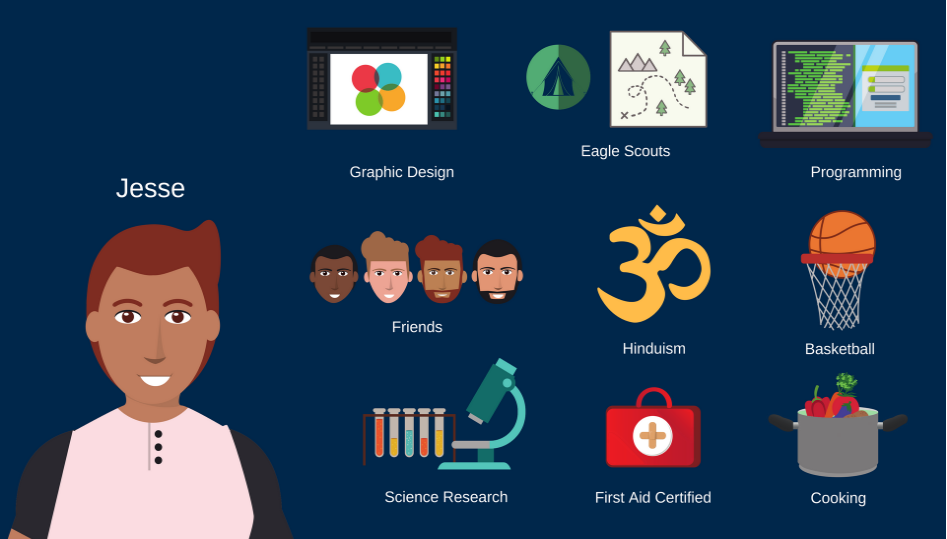 Jesse
Graphic Design
Eagle Scouts
Programming
Friends
Hinduism
Basketball
Science Research
First Aid Certified
Cooking